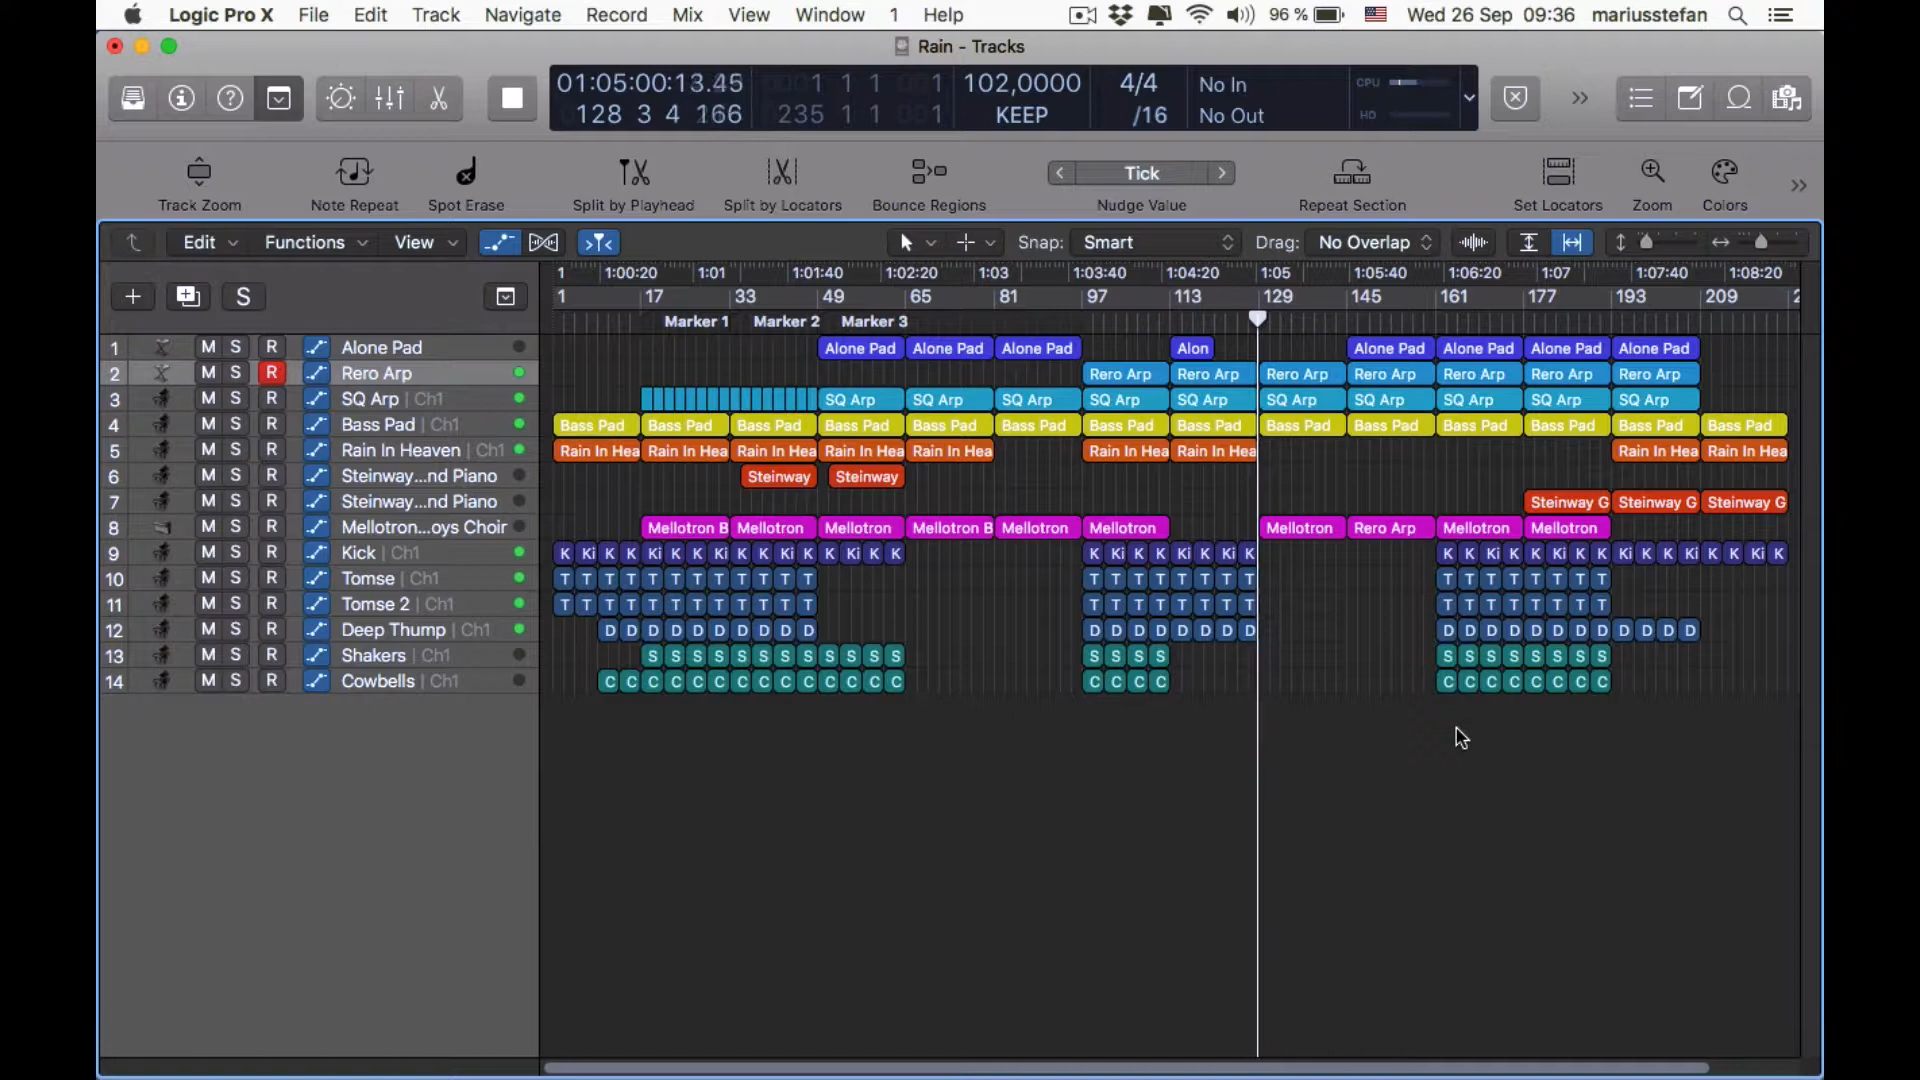 Logic Pro X File Edit Track Navigate Record Mix View Window 1 Help 96 % Wed 26 Sep 09:36 mariusstefan
Rain - Tracks
01:05:00:13.45 1 1 1 1 102,0000 4/4 No In CPU
128 3 4 166 235 1 1 1 KEEP /16 No Out HD
Tick
Track Zoom Note Repeat Spot Erase Split by Playhead Split by Locators Bounce Regions Nudge Value Repeat Section Set Locators Zoom Colors
Edit Functions View Snap: Smart Drag: No Overlap
1 1:00:20 1:01 1:01:40 1:02:20 1:03 1:03:40 1:04:20 1:05 1:05:40 1:06:20 1:07 1:07:40 1:08:20
S 1 17 33 49 65 81 97 113 129 145 161 177 193 209 2
Marker 1 Marker 2 Marker 3
1 M S R Alone Pad Alone Pad Alone Pad Alone Pad Alon Alone Pad Alone Pad Alone Pad Alone Pad
2 M S R Rero Arp Rero Arp Rero Arp Rero Arp Rero Arp Rero Arp Rero Arp Rero Arp
3 M S R SQ Arp | Ch1 SQ Arp SQ Arp SQ Arp SQ Arp SQ Arp SQ Arp SQ Arp SQ Arp SQ Arp SQ Arp
4 M S R Bass Pad | Ch1 Bass Pad Bass Pad Bass Pad Bass Pad Bass Pad Bass Pad Bass Pad Bass Pad Bass Pad Bass Pad Bass Pad Bass Pad Bass Pad Bass Pad
5 M S R Rain In Heaven | Ch1 Rain In Hea Rain In Hea Rain In Hea Rain In Hea Rain In Hea Rain In Hea Rain In Hea Rain In Hea Rain In Hea
6 M S R Steinway...nd Piano Steinway Steinway
7 M S R Steinway...nd Piano Steinway G Steinway G Steinway G
8 M S R Mellotron...oys Choir Mellotron B Mellotron Mellotron Mellotron B Mellotron Mellotron Mellotron Rero Arp Mellotron Mellotron
9 M S R Kick | Ch1 K Ki K K Ki K K Ki K K Ki K K Ki K K K K Ki K Ki K K K K K Ki K Ki K K Ki K K Ki K K Ki K
10 M S R Tomse | Ch1 T T T T T T T T T T T T T T T T T T T T T T T T T T T T
11 M S R Tomse 2 | Ch1 T T T T T T T T T T T T T T T T T T T T T T T T T T T T
12 M S R Deep Thump | Ch1 D D D D D D D D D D D D D D D D D D D D D D D D D D D D D D
13 M S R Shakers | Ch1 S S S S S S S S S S S S S S S S S S S S S S S S
14 M S R Cowbells | Ch1 C C C C C C C C C C C C C C C C C C C C C C C C C C